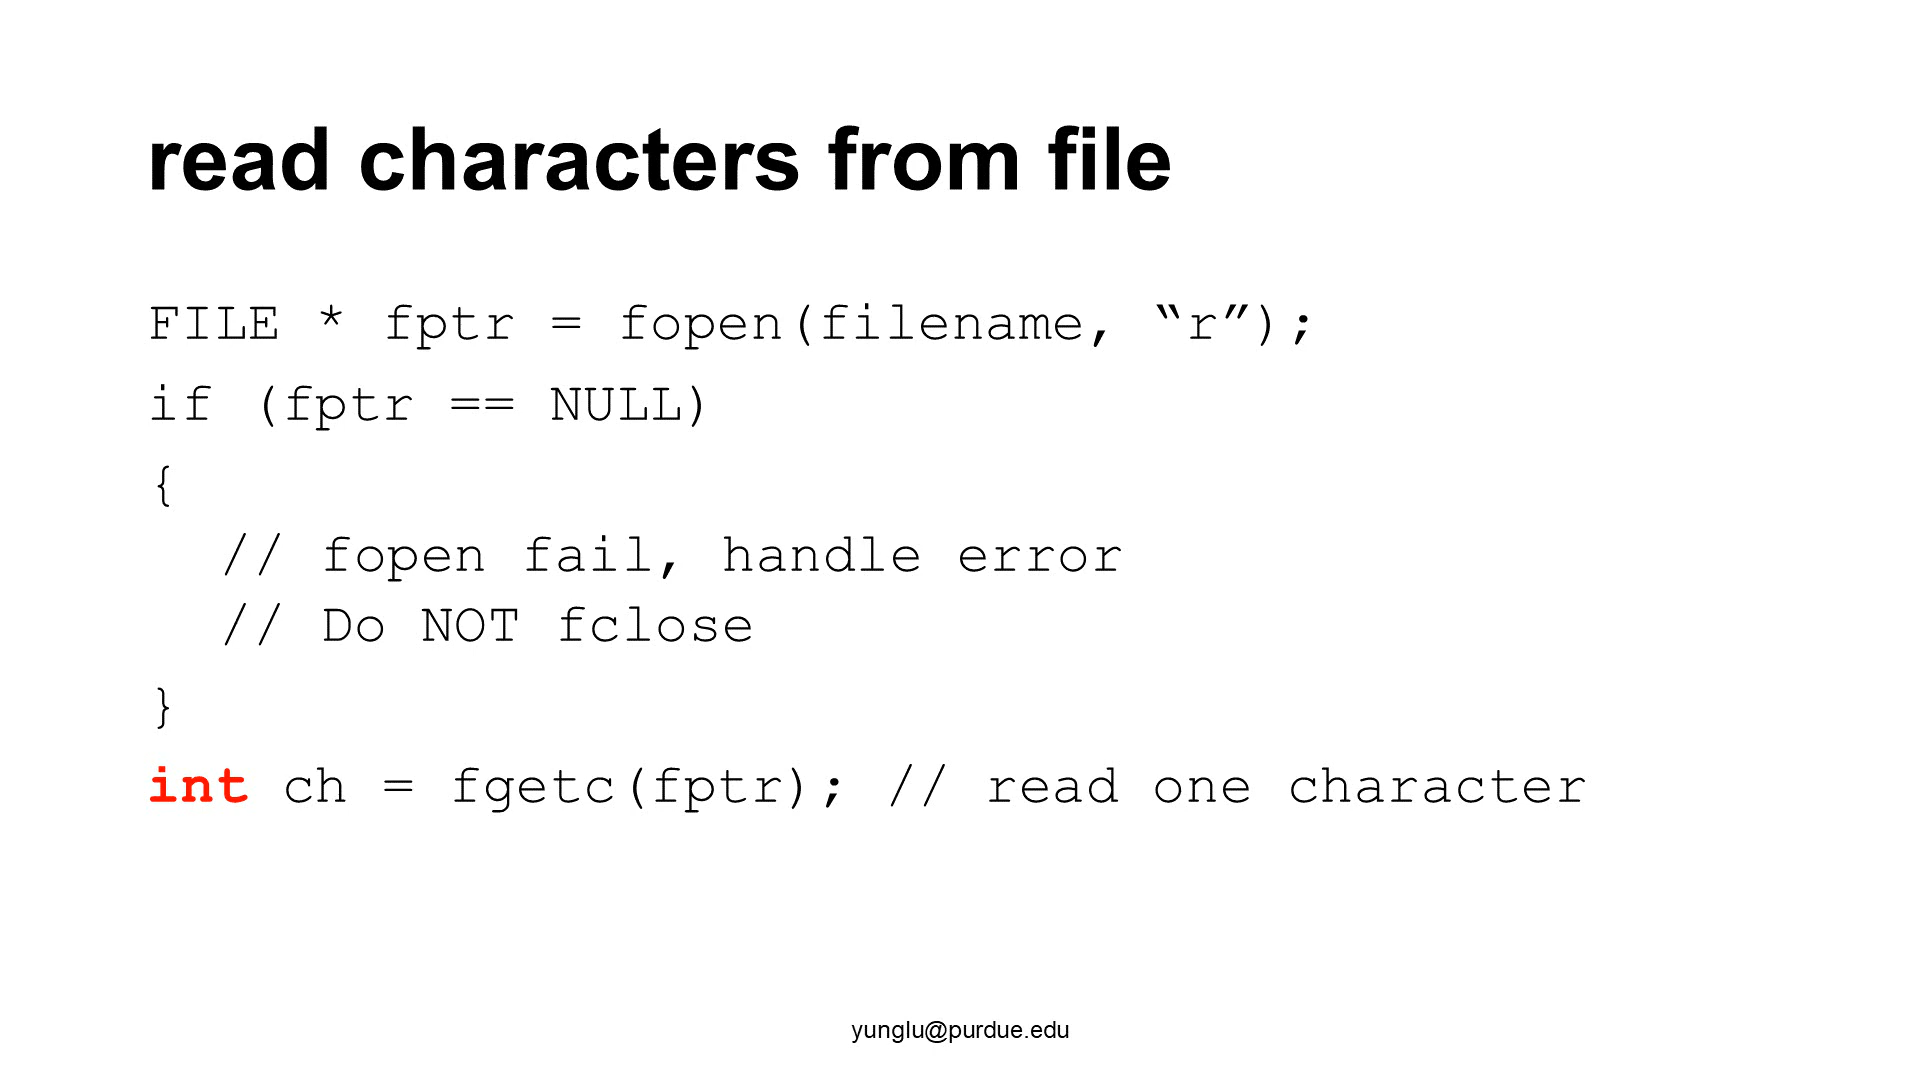 read characters from file
FILE * fptr = fopen(filename, “r”);
if (fptr == NULL)
{
// fopen fail, handle error
// Do NOT fclose
}
int ch = fgetc(fptr); // read one character
yunglu@purdue.edu